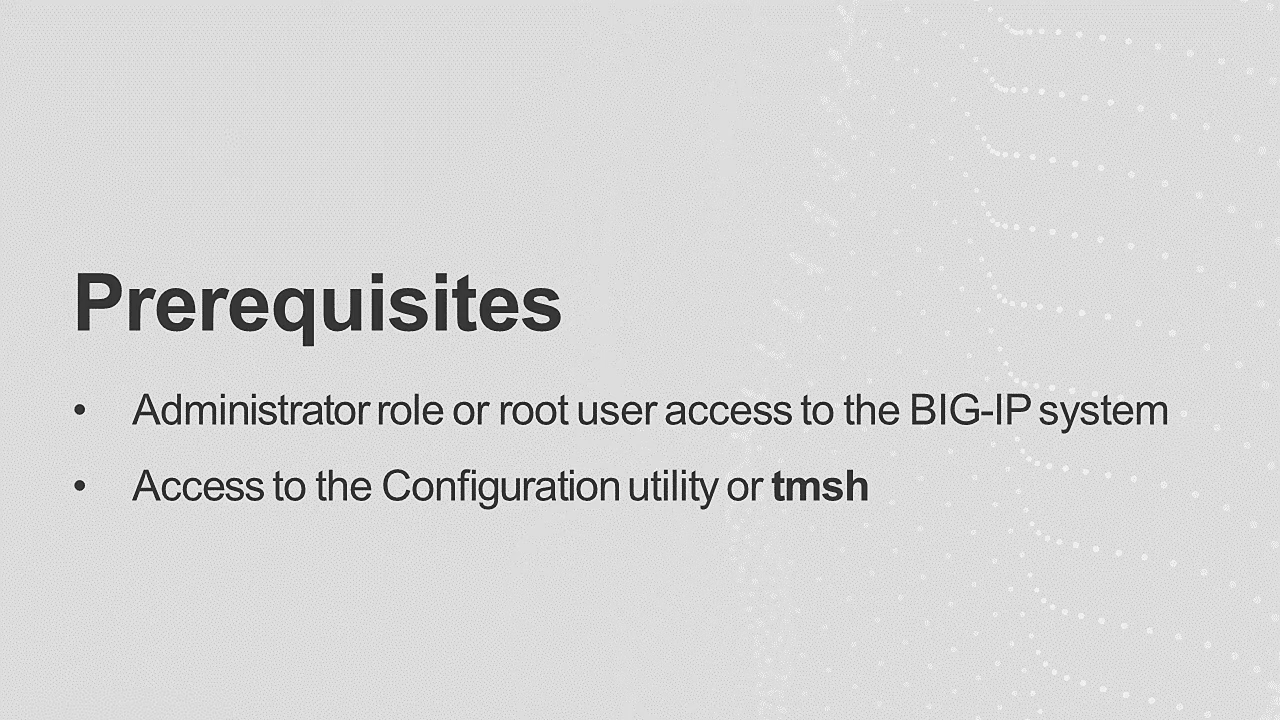 Prerequisites
• Administrator role or root user access to the BIG-IP system
• Access to the Configuration utility or tmsh